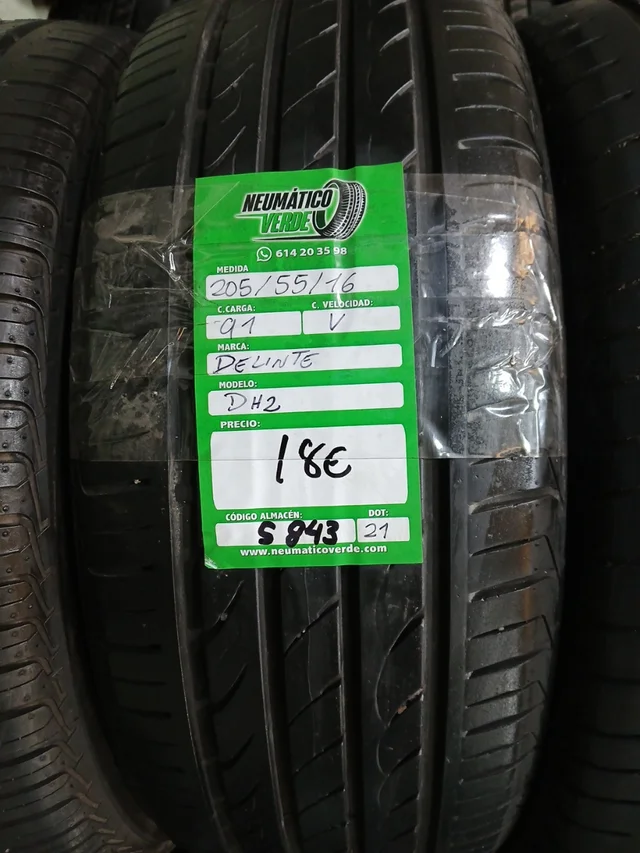 NEUMÁTICO
VERDE
614 20 35 98
MEDIDA
205/55/16
C.CARGA: C. VELOCIDAD:
91 V
MARCA:
DELINTE
MODELO:
DH2
PRECIO:
18€
CÓDIGO ALMACÉN: DOT:
S 843 21
www.neumaticoverde.com